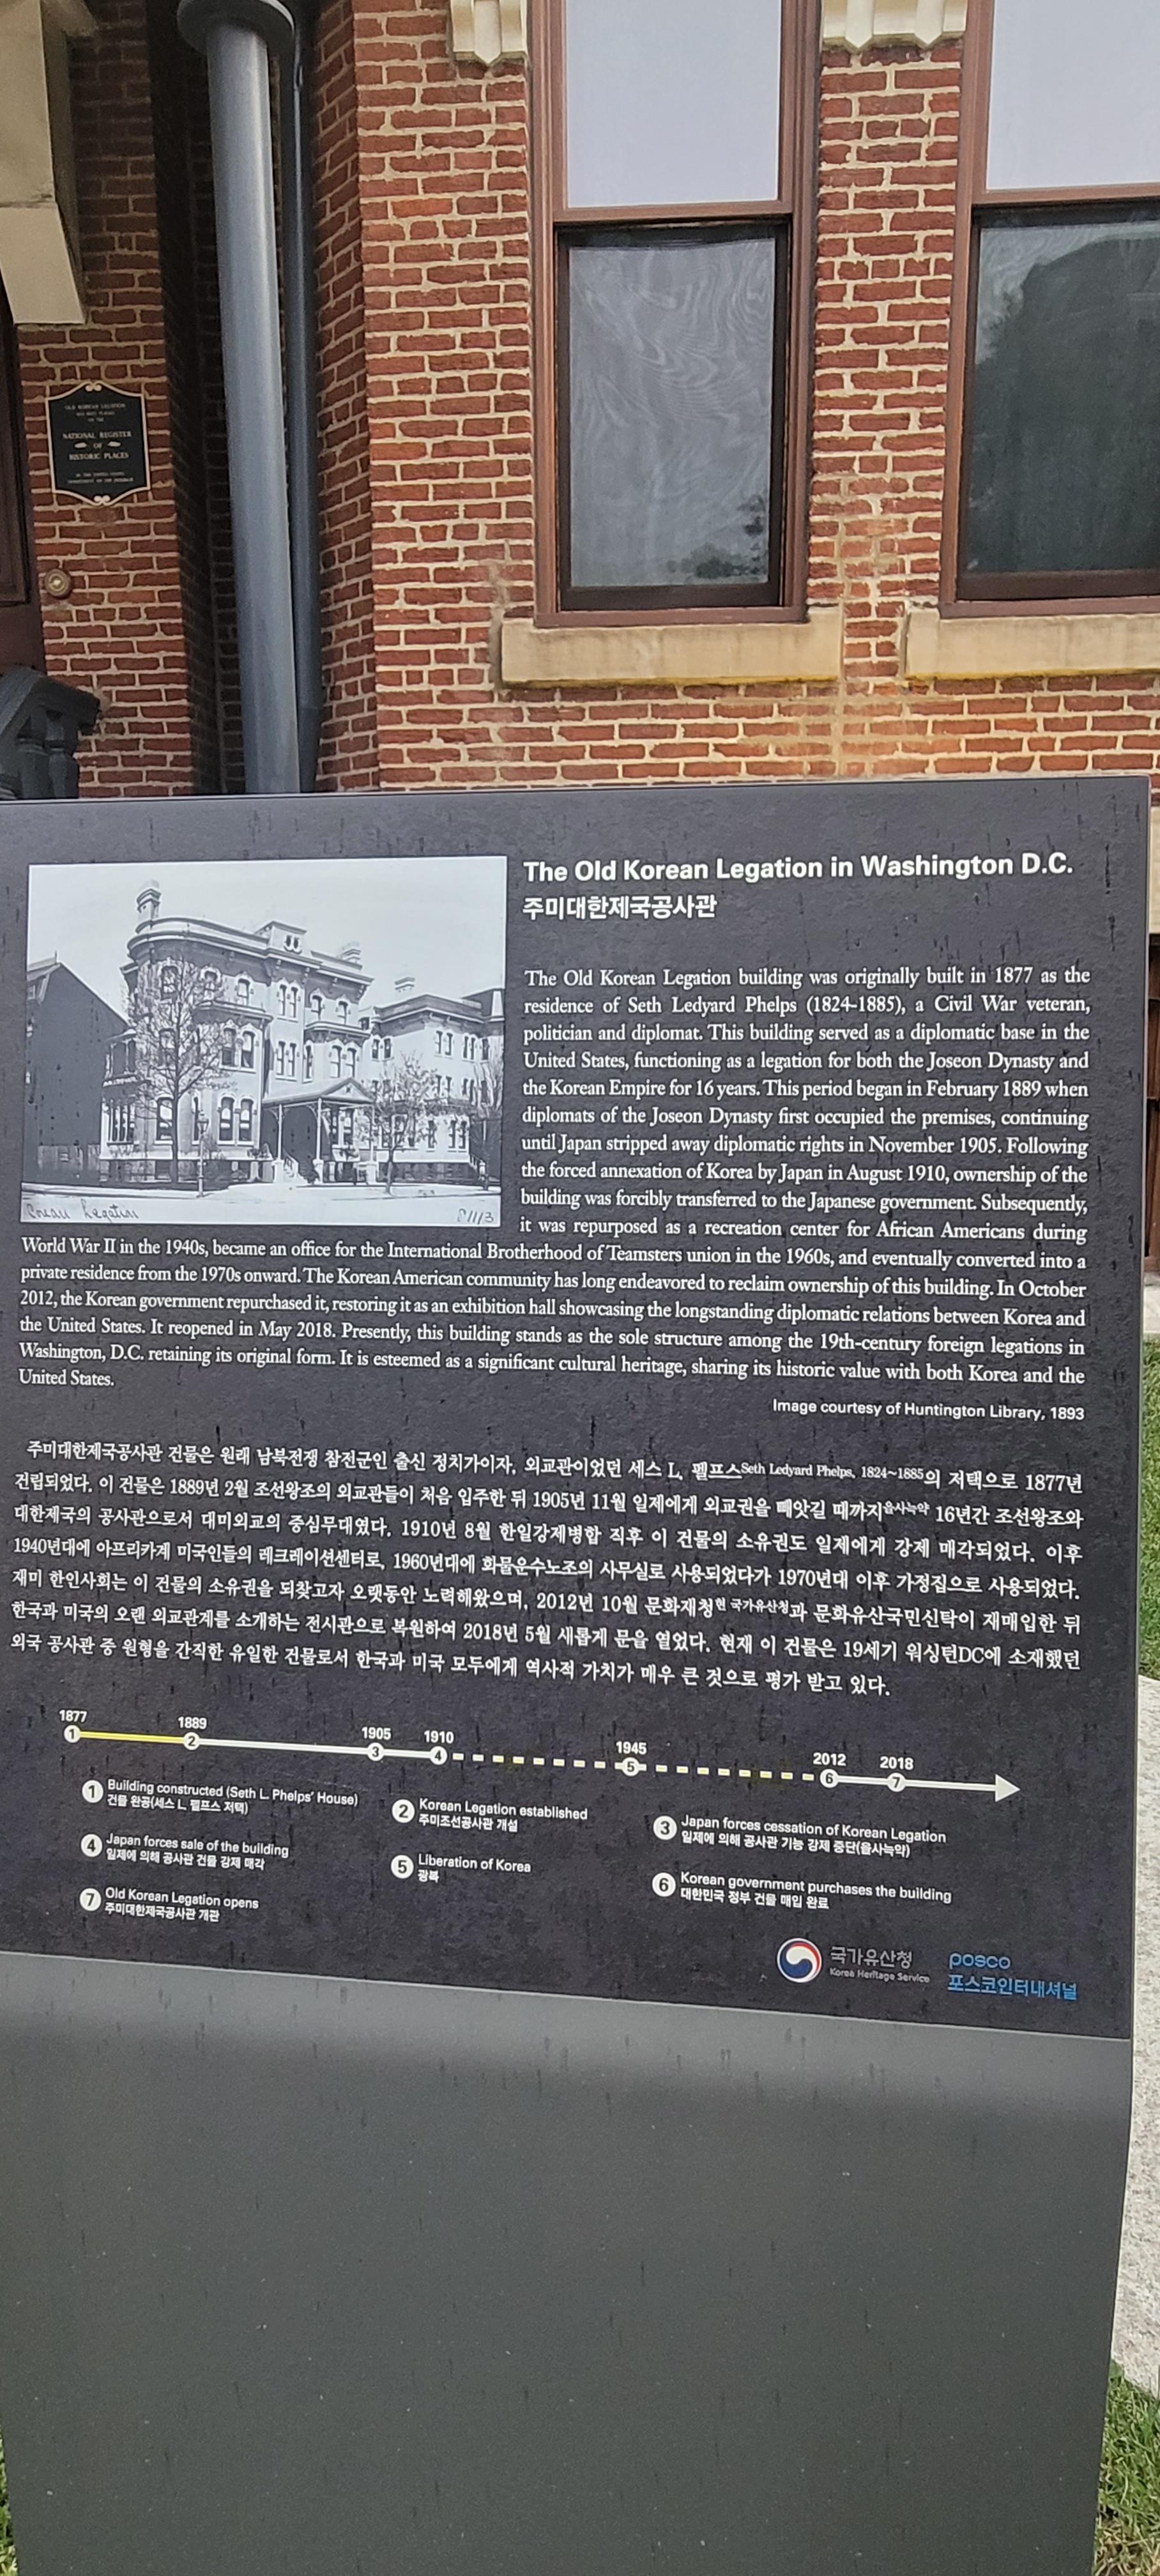 OLD KOREAN LEGATION
HAS BEEN PLACED
ON THE
NATIONAL REGISTER
OF
HISTORIC PLACES
BY THE UNITED STATES
DEPARTMENT OF THE INTERIOR
The Old Korean Legation in Washington D.C.
주미대한제국공사관
The Old Korean Legation building was originally built in 1877 as the
residence of Seth Ledyard Phelps (1824-1885), a Civil War veteran,
politician and diplomat. This building served as a diplomatic base in the
United States, functioning as a legation for both the Joseon Dynasty and
the Korean Empire for 16 years. This period began in February 1889 when
diplomats of the Joseon Dynasty first occupied the premises, continuing
until Japan stripped away diplomatic rights in November 1905. Following
the forced annexation of Korea by Japan in August 1910, ownership of the
building was forcibly transferred to the Japanese government. Subsequently,
it was repurposed as a recreation center for African Americans during
World War II in the 1940s, became an office for the International Brotherhood of Teamsters union in the 1960s, and eventually converted into a
private residence from the 1970s onward. The Korean American community has long endeavored to reclaim ownership of this building. In October
2012, the Korean government repurchased it, restoring it as an exhibition hall showcasing the longstanding diplomatic relations between Korea and
the United States. It reopened in May 2018. Presently, this building stands as the sole structure among the 19th-century foreign legations in
Washington, D.C. retaining its original form. It is esteemed as a significant cultural heritage, sharing its historic value with both Korea and the
United States.
Legation
Image courtesy of Huntington Library, 1893
주미대한제국공사관 건물은 원래 남북전쟁 참전군인 출신 정치가이자, 외교관이었던 세스 L. 펠프스Seth Ledyard Phelps, 1824~1885의 저택으로 1877년
건립되었다. 이 건물은 1889년 2월 조선왕조의 외교관들이 처음 입주한 뒤 1905년 11월 일제에게 외교권을 빼앗길 때까지을사늑약 16년간 조선왕조와
대한제국의 공사관으로서 대미외교의 중심무대였다. 1910년 8월 한일강제병합 직후 이 건물의 소유권도 일제에게 강제 매각되었다. 이후
1940년대에 아프리카계 미국인들의 레크레이션센터로, 1960년대에 화물운수노조의 사무실로 사용되었다가 1970년대 이후 가정집으로 사용되었다.
재미 한인사회는 이 건물의 소유권을 되찾고자 오랫동안 노력해왔으며, 2012년 10월 문화재청현 국가유산청과 문화유산국민신탁이 재매입한 뒤
한국과 미국의 오랜 외교관계를 소개하는 전시관으로 복원하여 2018년 5월 새롭게 문을 열었다. 현재 이 건물은 19세기 워싱턴DC에 소재했던
외국 공사관 중 원형을 간직한 유일한 건물로서 한국과 미국 모두에게 역사적 가치가 매우 큰 것으로 평가 받고 있다.
1877 1889 1905 1910 1945 2012 2018
1 2 3 4 5 6 7
1 Building constructed (Seth L. Phelps' House)
건물 완공(세스 L. 펠프스 저택)
2 Korean Legation established
주미조선공사관 개설
3 Japan forces cessation of Korean Legation
일제에 의해 공사관 기능 강제 중단(을사늑약)
4 Japan forces sale of the building
일제에 의해 공사관 건물 강제 매각
5 Liberation of Korea
광복
6 Korean government purchases the building
대한민국 정부 건물 매입 완료
7 Old Korean Legation opens
주미대한제국공사관 개관
국가유산청
Korea Heritage Service
posco
포스코인터내셔널